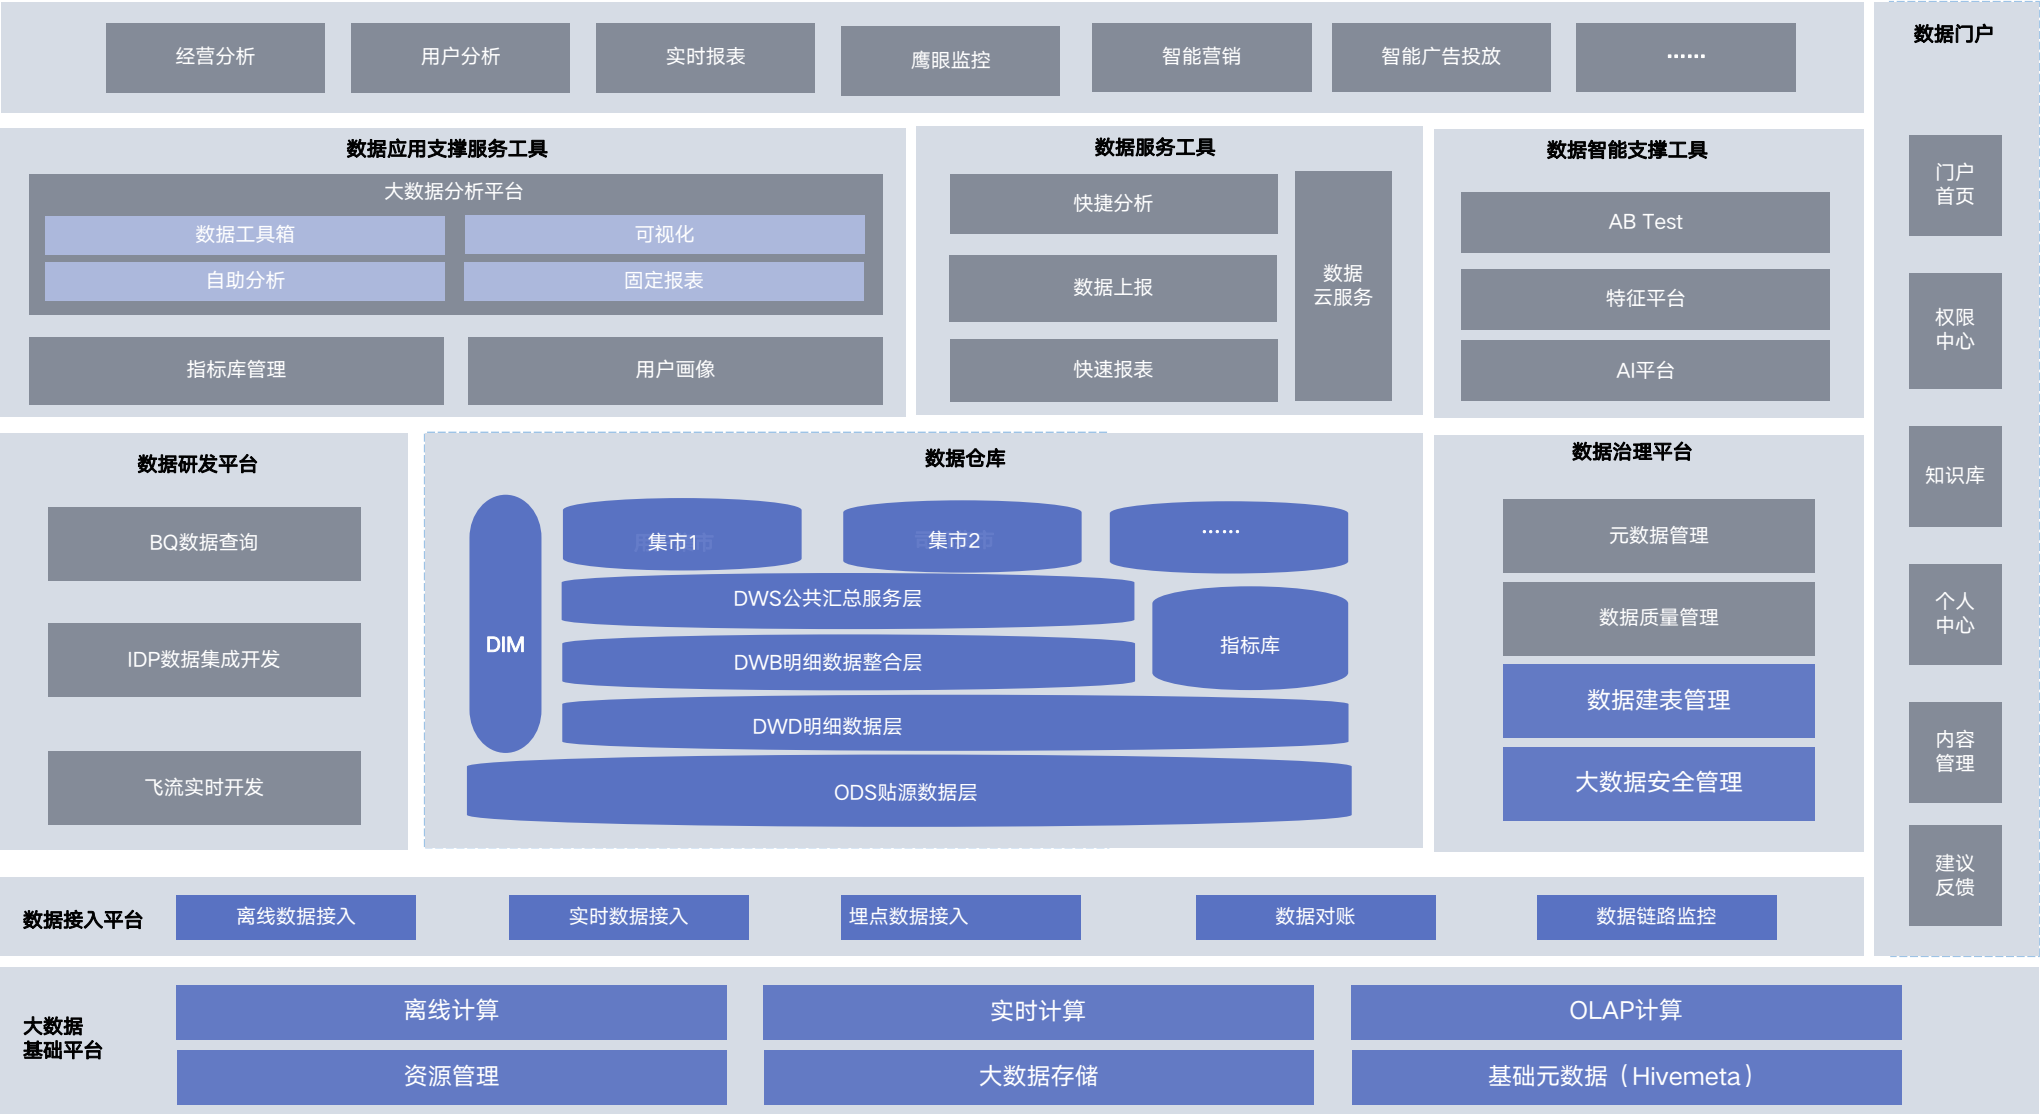 经营分析
用户分析
实时报表
鹰眼监控
智能营销
智能广告投放
......
数据门户
门户
首页
权限
中心
知识库
个人
中心
内容
管理
建议
反馈
数据应用支撑服务工具
大数据分析平台
数据工具箱
可视化
自助分析
固定报表
指标库管理
用户画像
数据服务工具
快捷分析
数据上报
快速报表
数据
云服务
数据智能支撑工具
AB Test
特征平台
AI平台
数据研发平台
BQ数据查询
IDP数据集成开发
飞流实时开发
数据仓库
DIM
集市1
集市2
......
DWS公共汇总服务层
DWB明细数据整合层
指标库
DWD明细数据层
ODS贴源数据层
数据治理平台
元数据管理
数据质量管理
数据建表管理
大数据安全管理
数据接入平台
离线数据接入
实时数据接入
埋点数据接入
数据对账
数据链路监控
大数据
基础平台
离线计算
实时计算
OLAP计算
资源管理
大数据存储
基础元数据（Hivemeta）